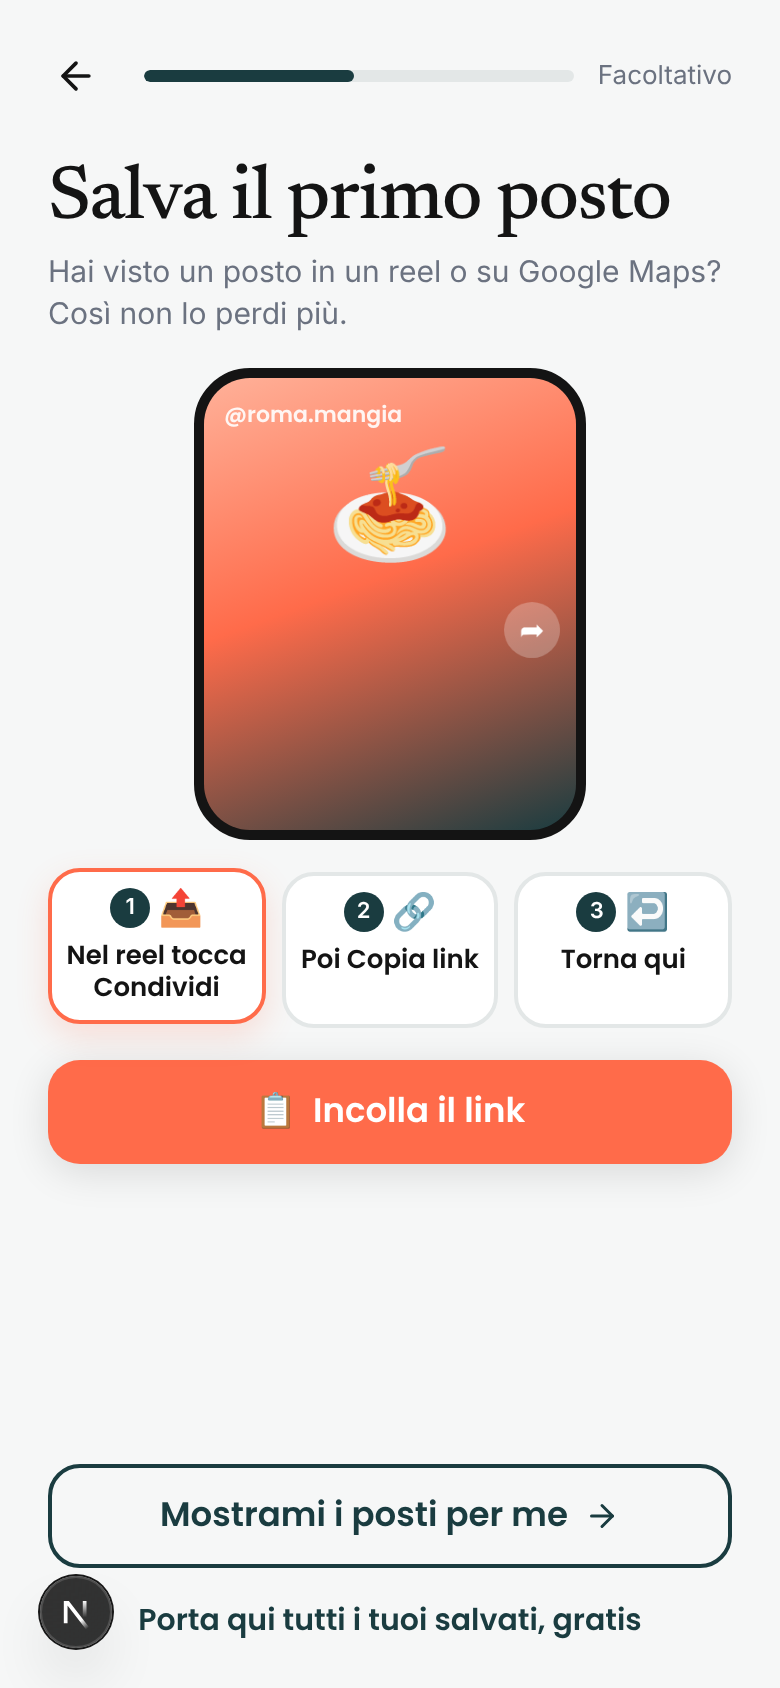 Facoltativo
Salva il primo posto
Hai visto un posto in un reel o su Google Maps?
Così non lo perdi più.
@roma.mangia
1
Nel reel tocca
Condividi
2
Poi Copia link
3
Torna qui
Incolla il link
Mostrami i posti per me →
N
Porta qui tutti i tuoi salvati, gratis